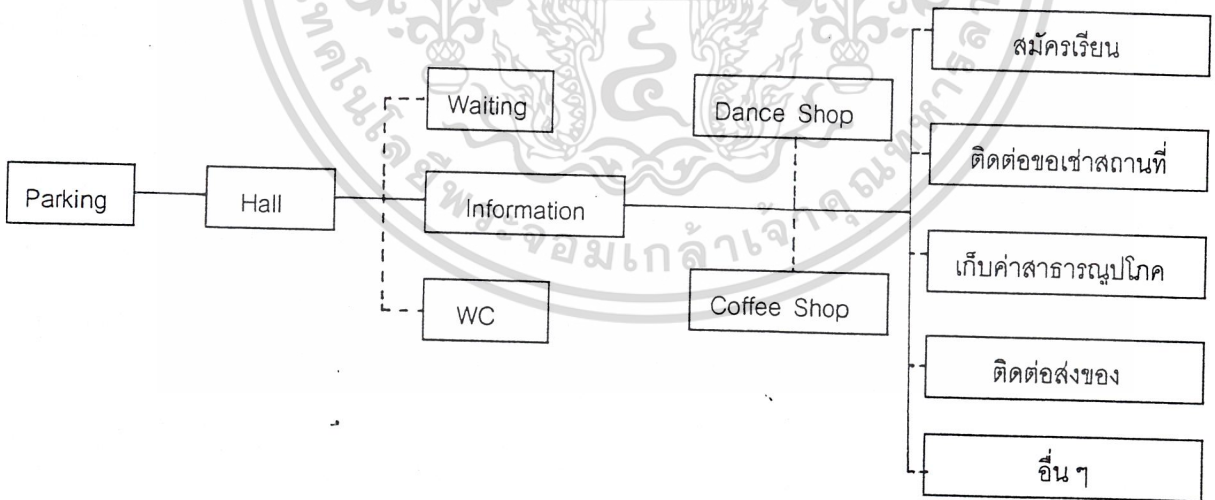 Parking
Hall
Waiting
Information
WC
Dance Shop
Coffee Shop
สมัครเรียน
ติดต่อขอเช่าสถานที่
เก็บค่าสาธารณูปโภค
ติดต่อส่งของ
อื่น ๆ